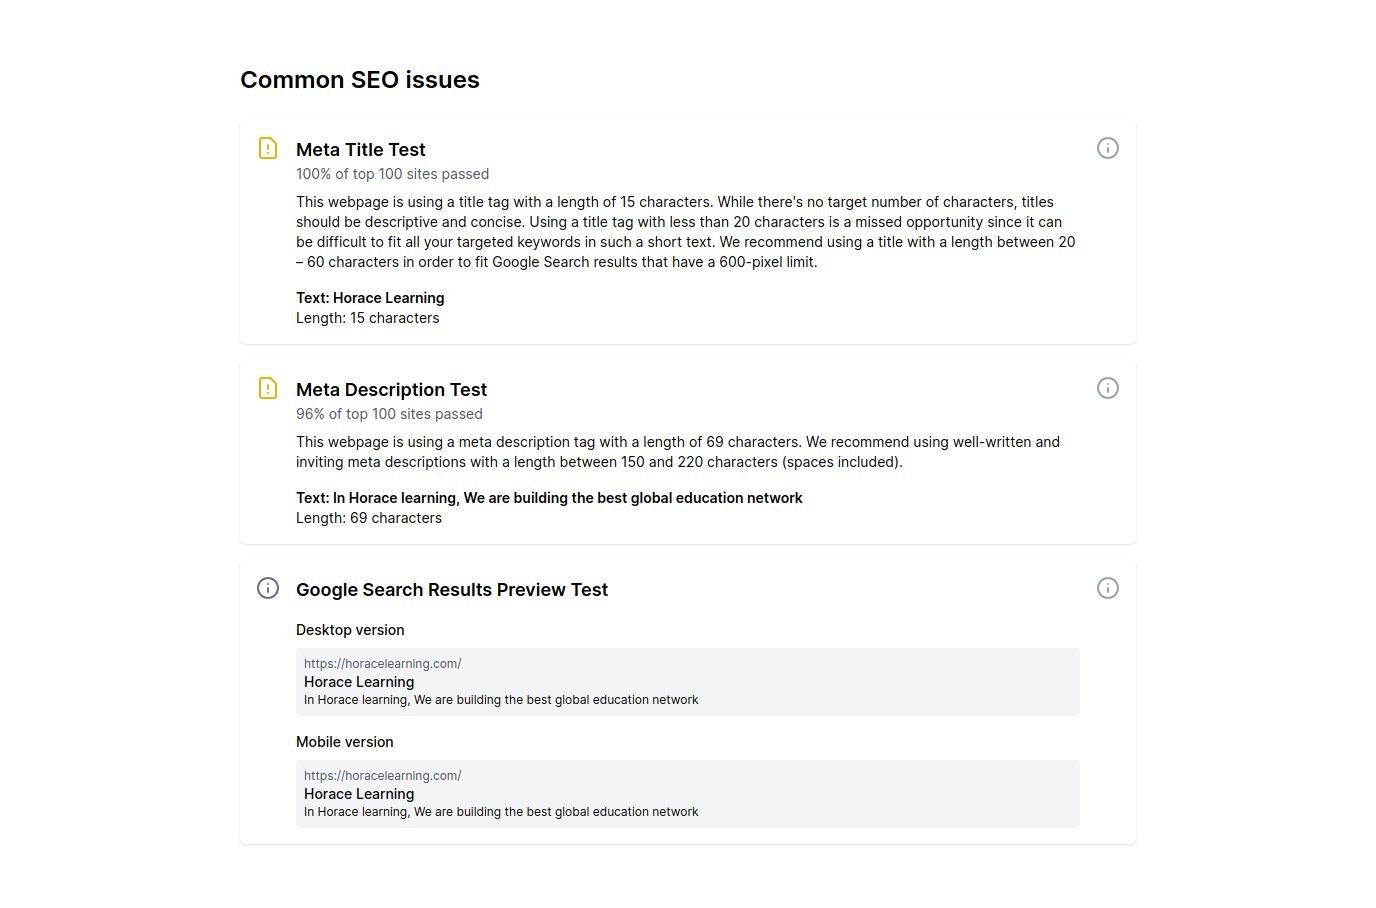 Common SEO issues
Meta Title Test
100% of top 100 sites passed
This webpage is using a title tag with a length of 15 characters. While there's no target number of characters, titles
should be descriptive and concise. Using a title tag with less than 20 characters is a missed opportunity since it can
be difficult to fit all your targeted keywords in such a short text. We recommend using a title with a length between 20
– 60 characters in order to fit Google Search results that have a 600-pixel limit.
Text: Horace Learning
Length: 15 characters
Meta Description Test
96% of top 100 sites passed
This webpage is using a meta description tag with a length of 69 characters. We recommend using well-written and
inviting meta descriptions with a length between 150 and 220 characters (spaces included).
Text: In Horace learning, We are building the best global education network
Length: 69 characters
Google Search Results Preview Test
Desktop version
https://horacelearning.com/
Horace Learning
In Horace learning, We are building the best global education network
Mobile version
https://horacelearning.com/
Horace Learning
In Horace learning, We are building the best global education network